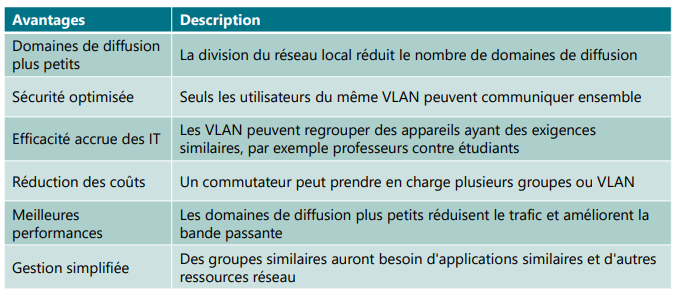 Avantages Description
Domaines de diffusion
plus petits
La division du réseau local réduit le nombre de domaines de diffusion
Sécurité optimisée Seuls les utilisateurs du même VLAN peuvent communiquer ensemble
Efficacité accrue des IT
Les VLAN peuvent regrouper des appareils ayant des exigences
similaires, par exemple professeurs contre étudiants
Réduction des coûts Un commutateur peut prendre en charge plusieurs groupes ou VLAN
Meilleures
performances
Les domaines de diffusion plus petits réduisent le trafic et améliorent la
bande passante
Gestion simplifiée
Des groupes similaires auront besoin d'applications similaires et d'autres
ressources réseau